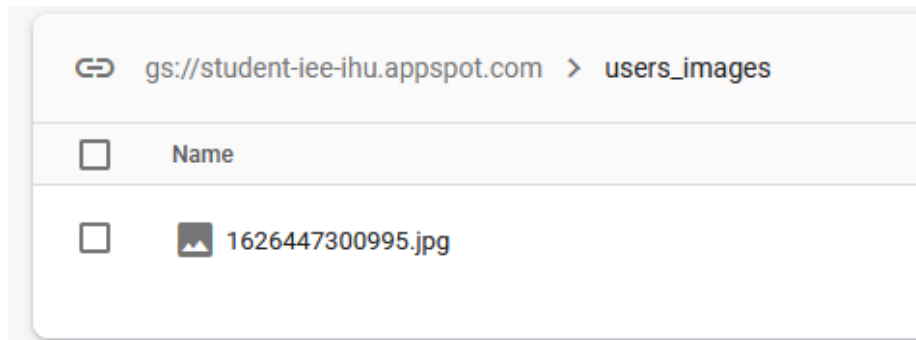 gs://student-iee-ihu.appspot.com > users_images
Name
1626447300995.jpg